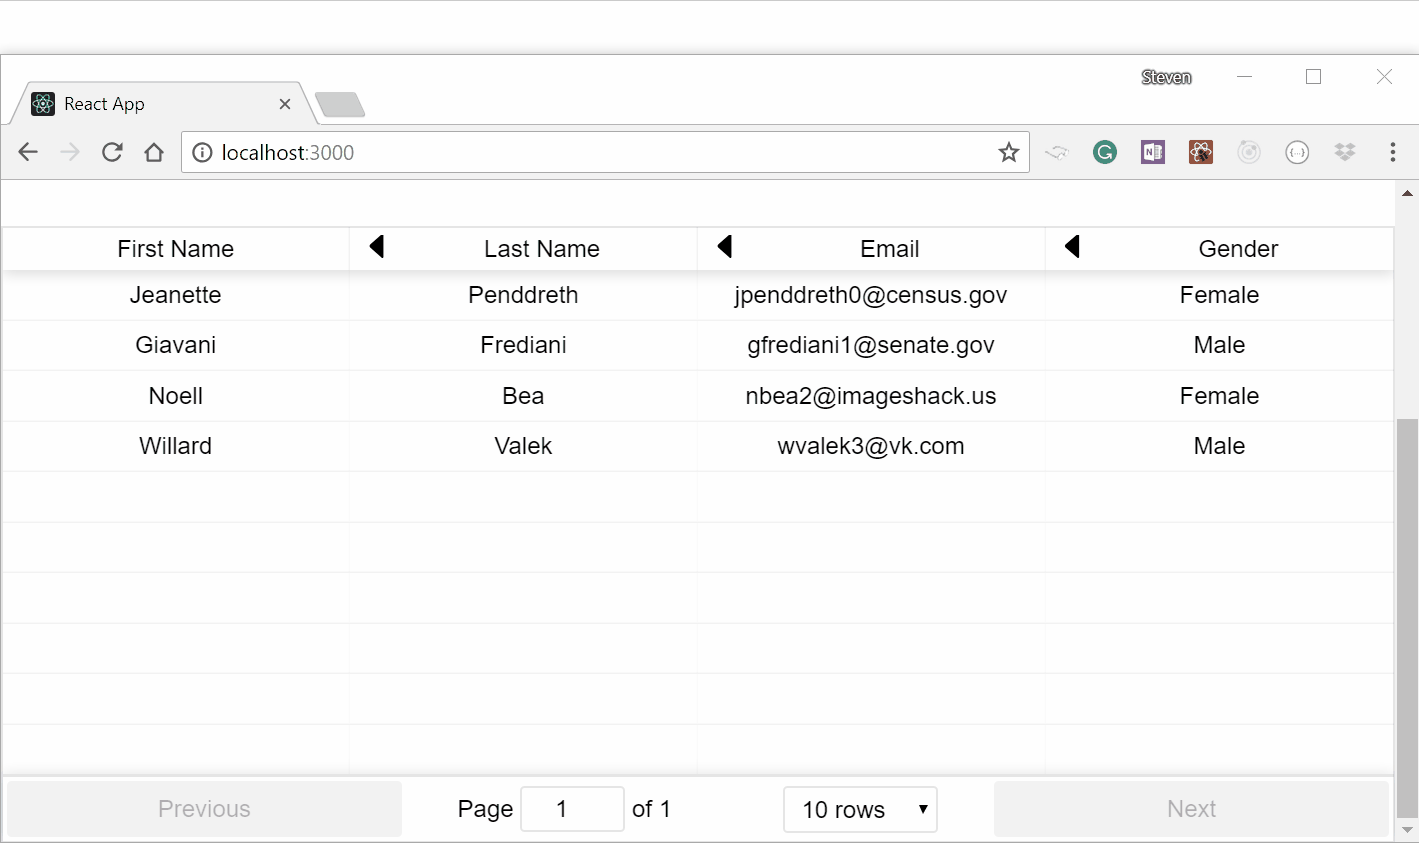 Steven
React App
localhost:3000
First Name Last Name Email Gender
Jeanette Penddreth jpenddreth0@census.gov Female
Giavani Frediani gfrediani1@senate.gov Male
Noell Bea nbea2@imageshack.us Female
Willard Valek wvalek3@vk.com Male
Previous Page 1 of 1 10 rows Next